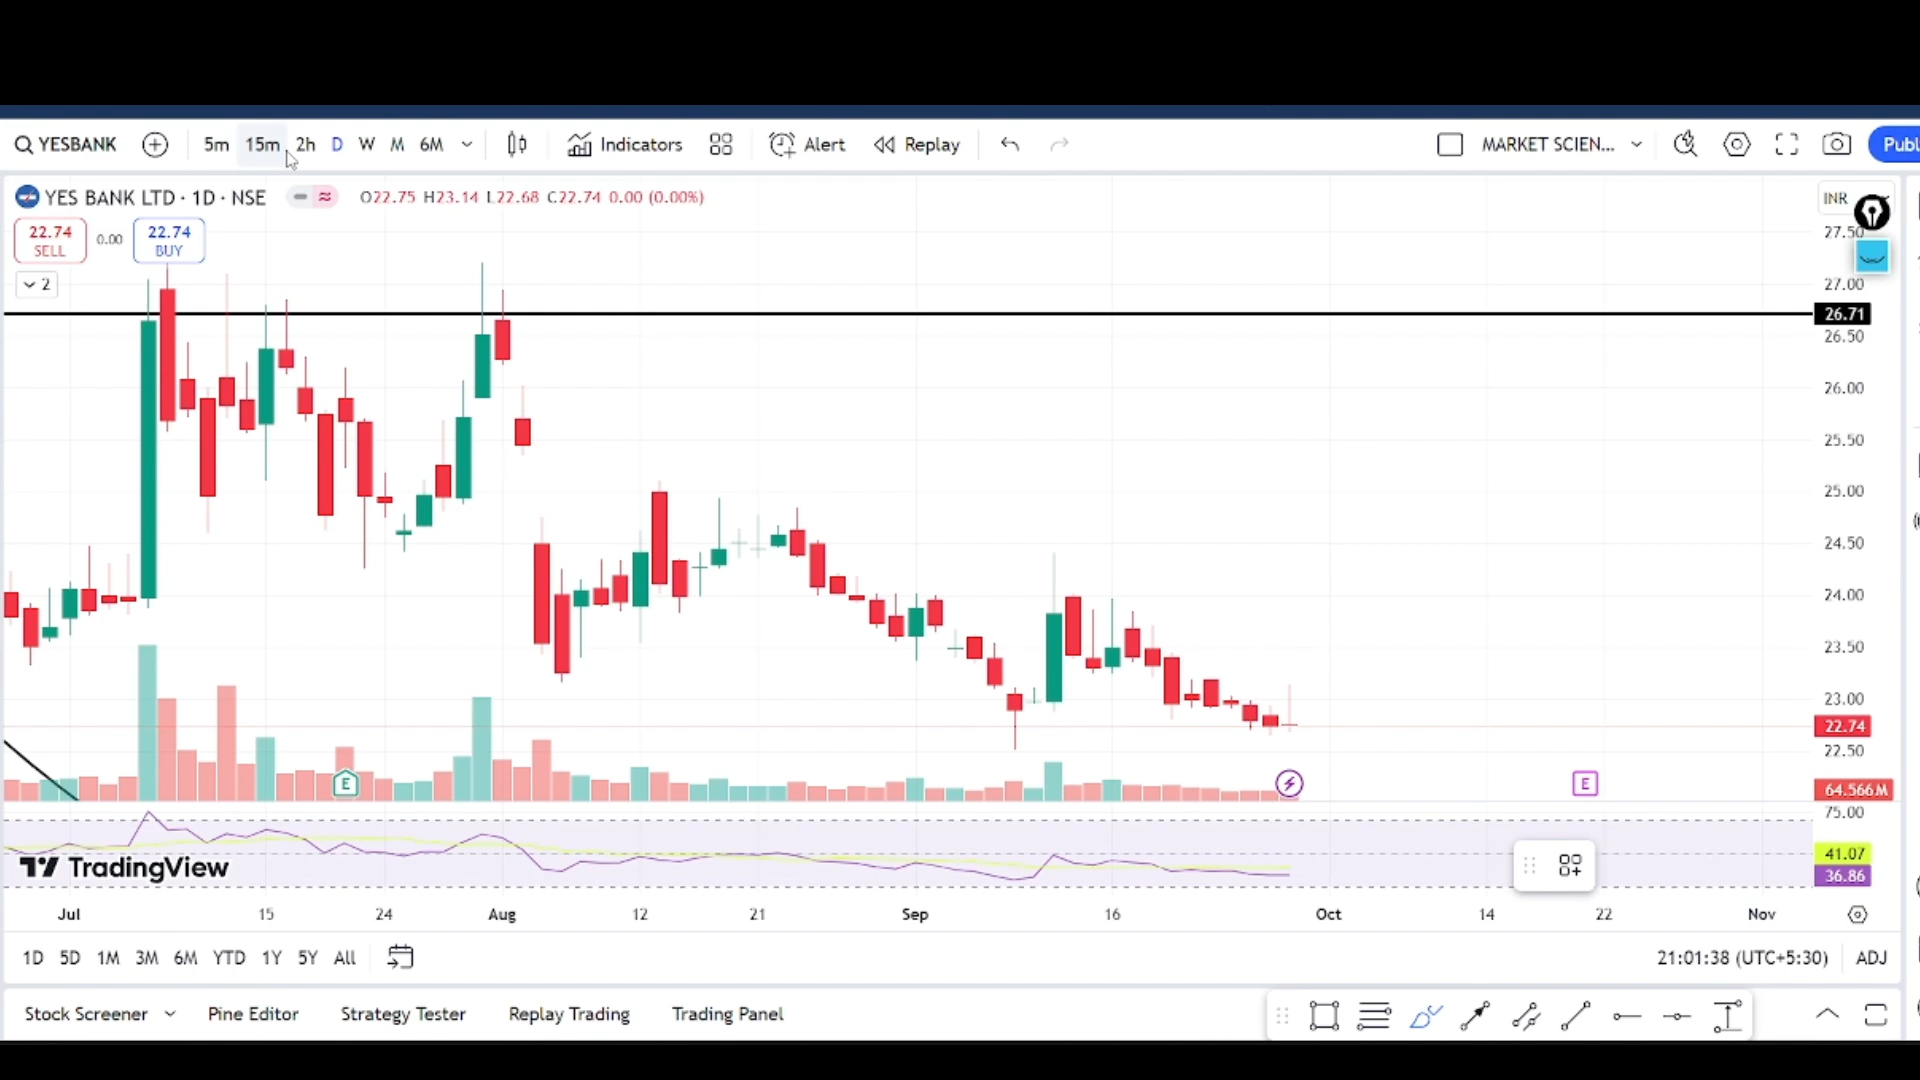 YESBANK 5m 15m 2h D W M 6M Indicators Alert Replay MARKET SCIEN... Publ
YES BANK LTD · 1D · NSE O22.75 H23.14 L22.68 C22.74 0.00 (0.00%) INR
22.74 SELL 0.00 22.74 BUY
27.50
2
27.00
26.71
26.50
26.00
25.50
25.00
24.50
24.00
23.50
23.00
22.74
22.50
E E
64.566M
75.00
41.07
TradingView
36.86
Jul 15 24 Aug 12 21 Sep 16 Oct 14 22 Nov
1D 5D 1M 3M 6M YTD 1Y 5Y All 21:01:38 (UTC+5:30) ADJ
Stock Screener Pine Editor Strategy Tester Replay Trading Trading Panel